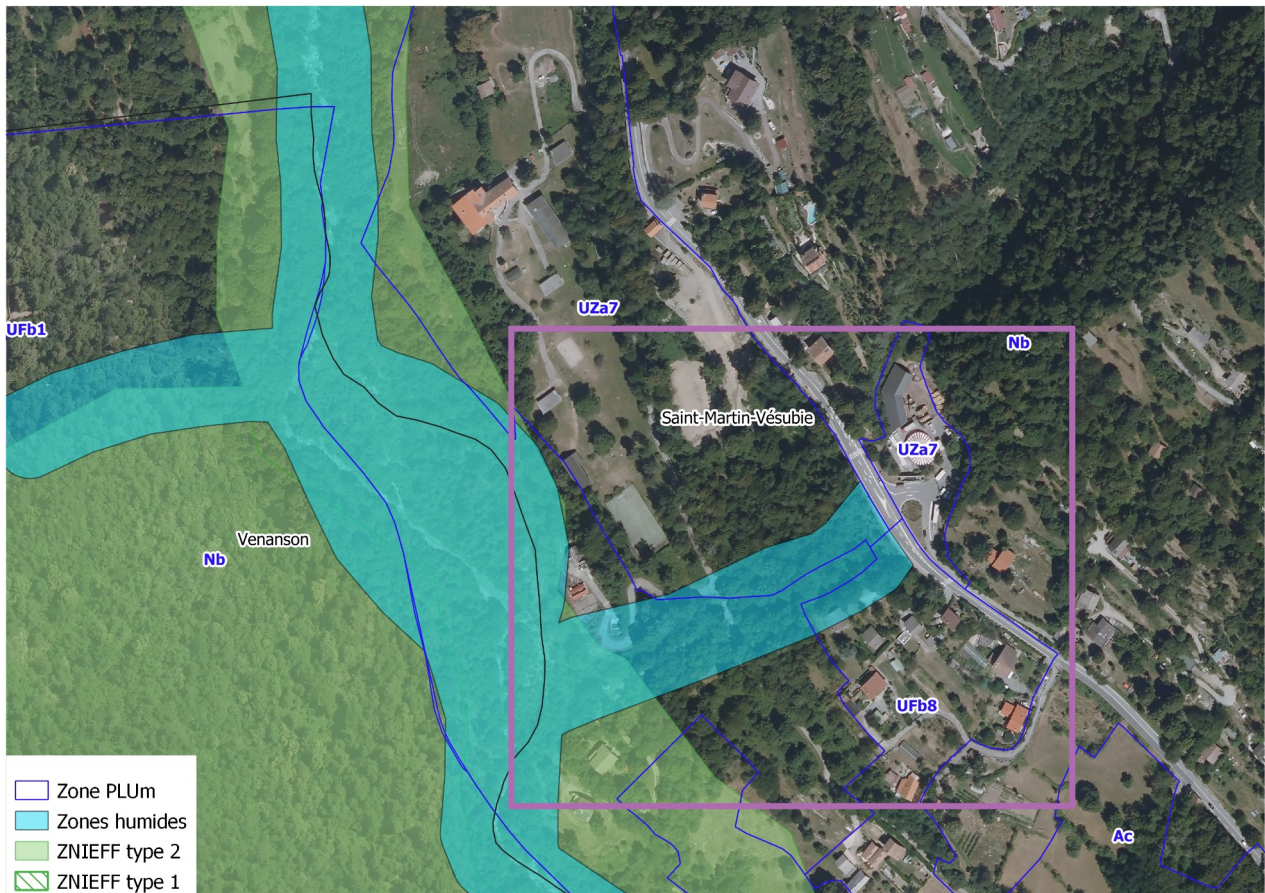 UZa7
UFb1
Nb
Saint-Martin-Vésubie
UZa7
Venanson
Nb
UFb8
Ac
Zone PLUm
Zones humides
ZNIEFF type 2
ZNIEFF type 1